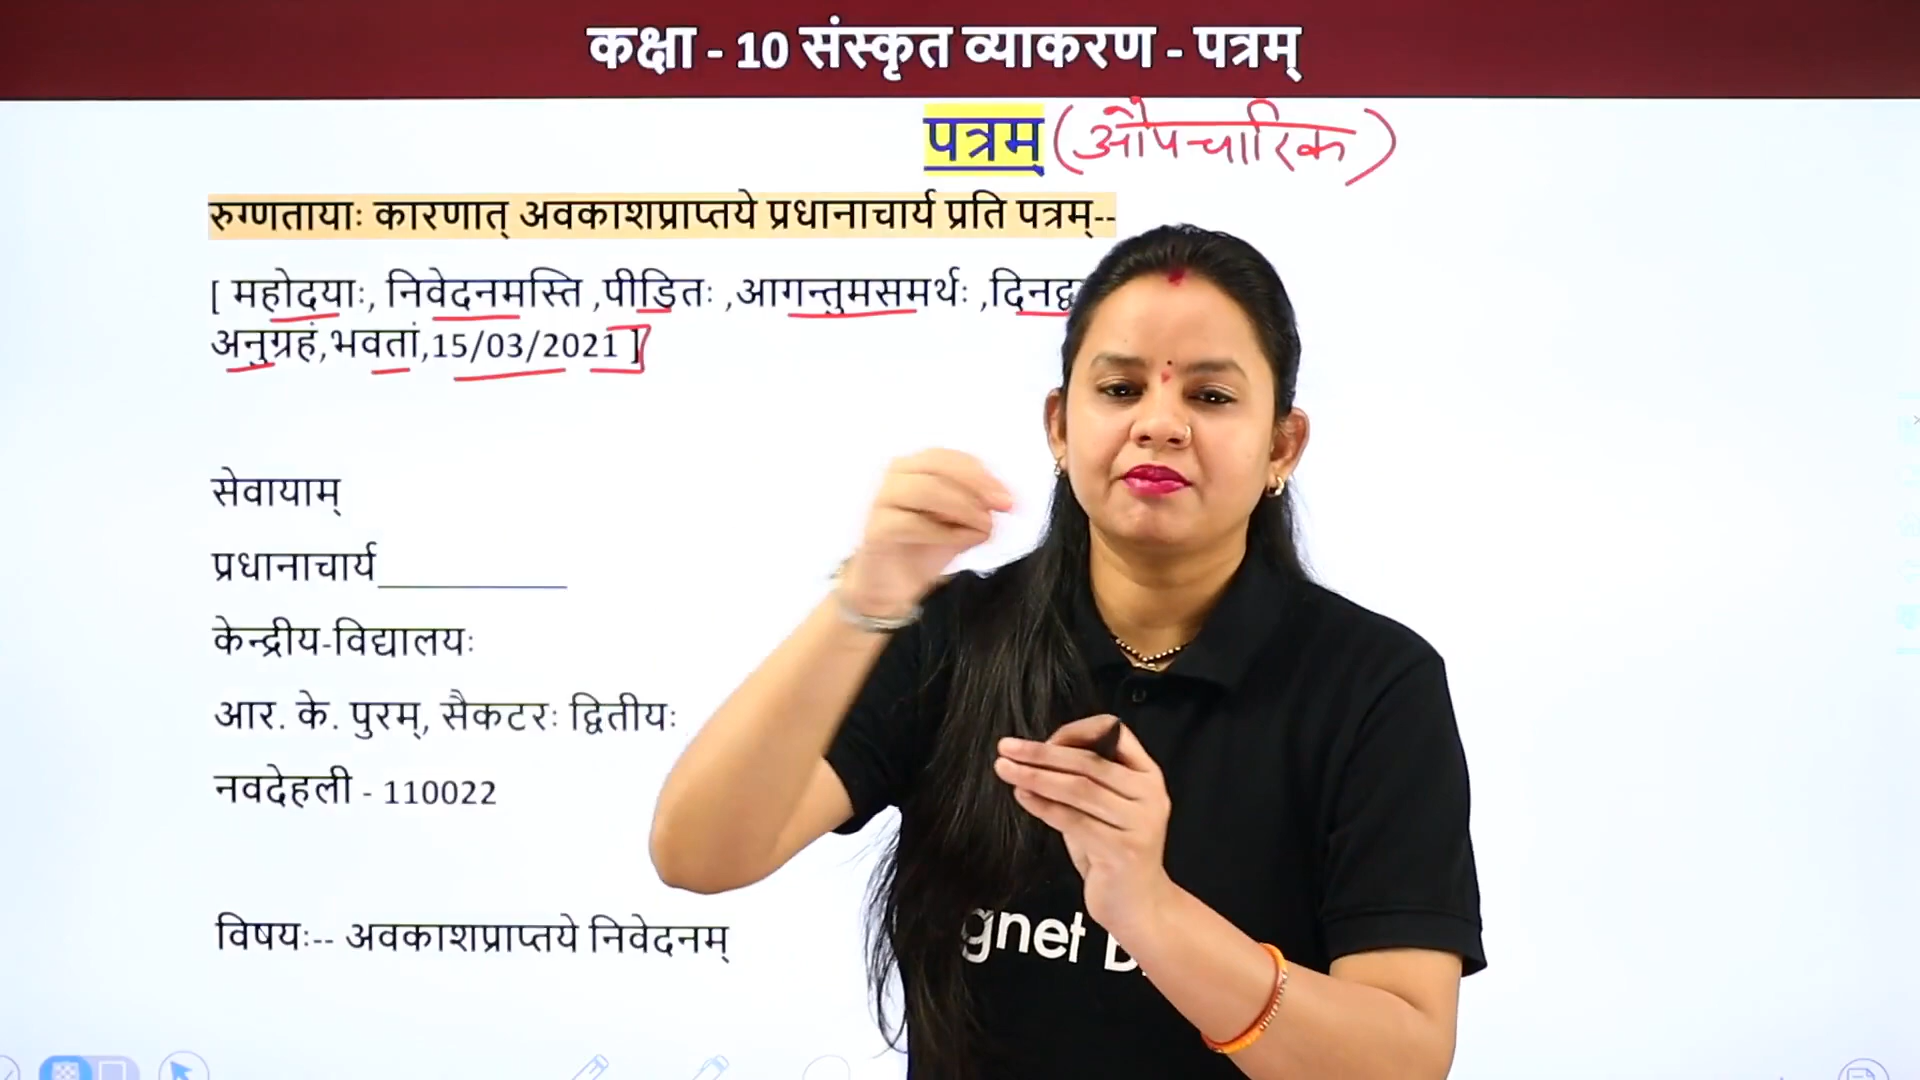 कक्षा - 10 संस्कृत व्याकरण - पत्रम्
पत्रम् (औपचारिक)
रुग्णतायाः कारणात् अवकाशप्राप्तये प्रधानाचार्य प्रति पत्रम्--
[ महोदयाः, निवेदनमस्ति ,पीडितः ,आगन्तुमसमर्थः ,
अनुग्रहं,भवतां,15/03/2021 ]
सेवायाम्
प्रधानाचार्य__________
केन्द्रीय-विद्यालयः
आर. के. पुरम्, सैकटरः द्वितीयः
नवदेहली - 110022
विषयः-- अवकाशप्राप्तये निवेदनम्
gnet